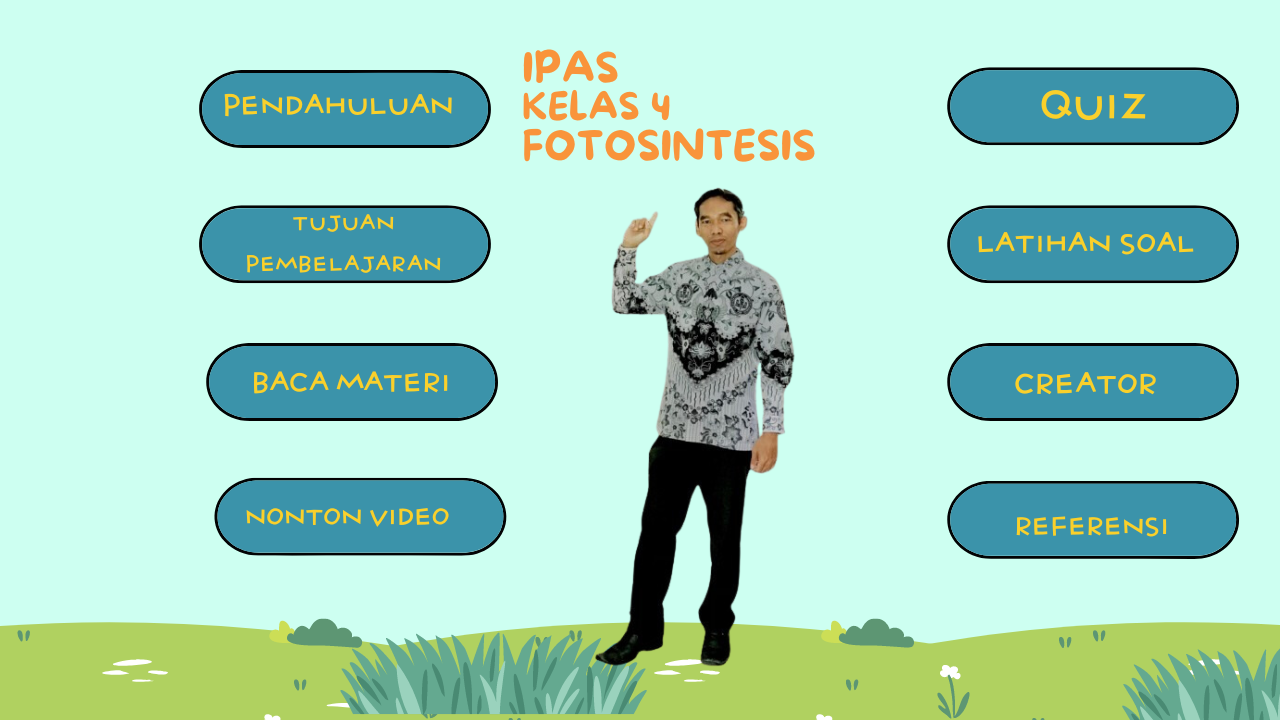 IPAS
KELAS 4
FOTOSINTESIS
PENDAHULUAN
TUJUAN
PEMBELAJARAN
BACA MATERI
NONTON VIDEO
QUIZ
LATIHAN SOAL
CREATOR
REFERENSI